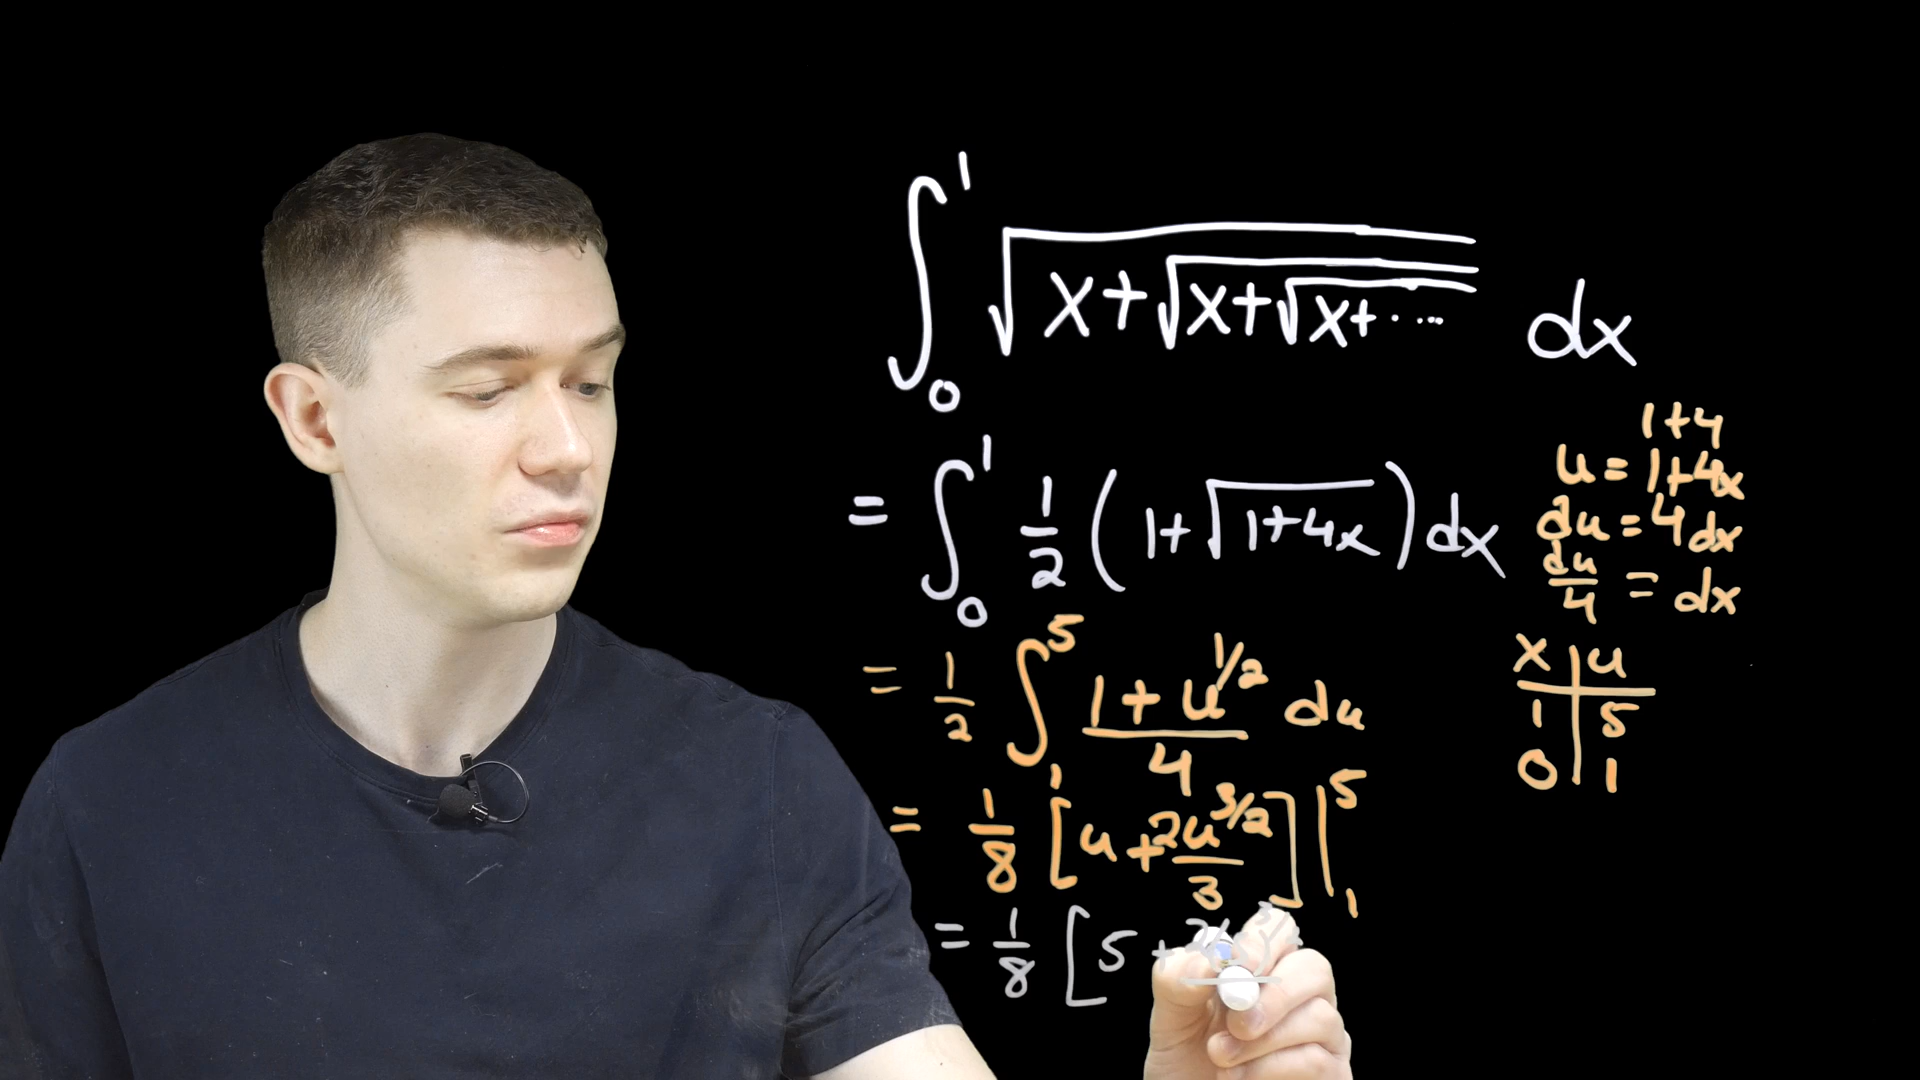 ∫₀¹ √(x+√(x+√(x+·····))) dx
= ∫₀¹ 1/2 (1+√(1+4x)) dx
= 1/2 ∫₁⁵ (1+u^(1/2))/4 du
= 1/8 [u + 2u^(3/2)/3] |₁⁵
= 1/8 [5 +
1+4
u = 1+4x
du = 4dx
du/4 = dx
x | u
1 | 5
0 | 1